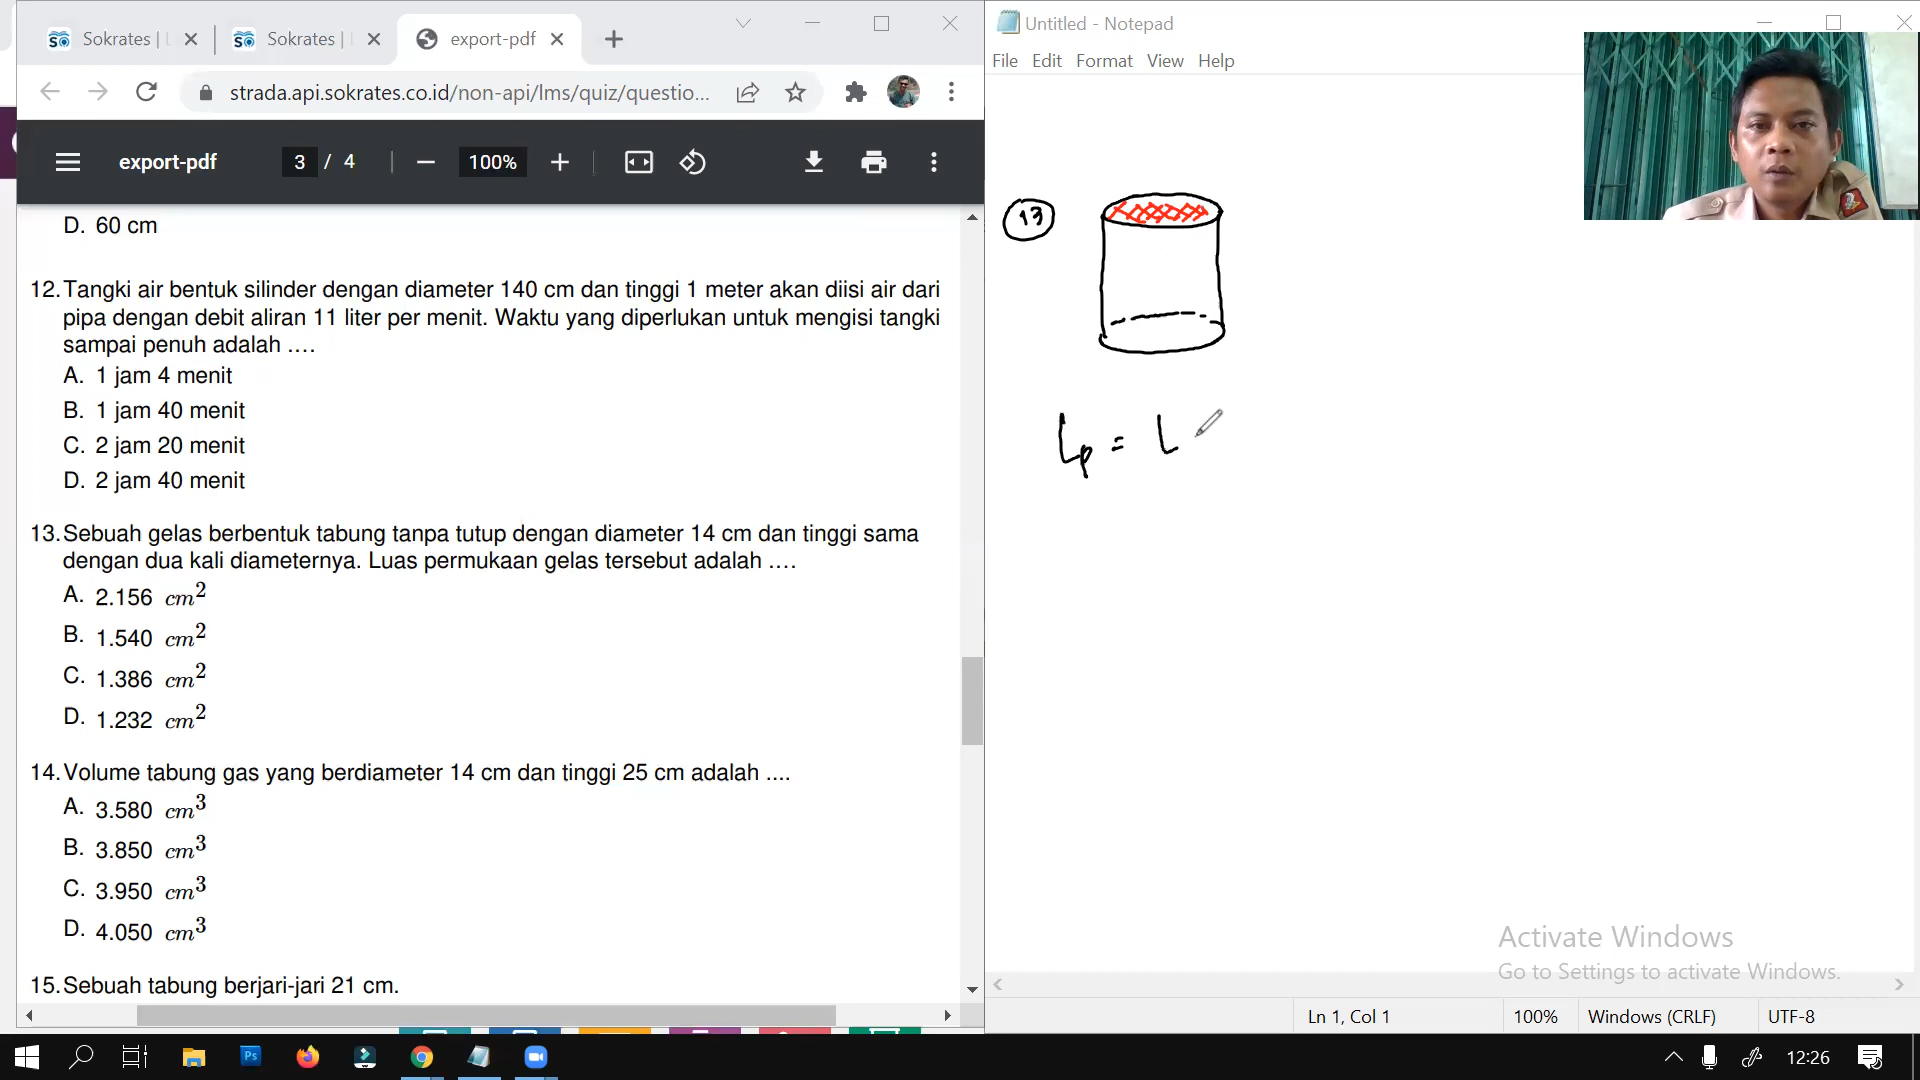 Sokrates |
Sokrates |
export-pdf
strada.api.sokrates.co.id/non-api/lms/quiz/questio...
export-pdf
3 / 4
100%
D. 60 cm
12. Tangki air bentuk silinder dengan diameter 140 cm dan tinggi 1 meter akan diisi air dari
pipa dengan debit aliran 11 liter per menit. Waktu yang diperlukan untuk mengisi tangki
sampai penuh adalah ....
A. 1 jam 4 menit
B. 1 jam 40 menit
C. 2 jam 20 menit
D. 2 jam 40 menit
13. Sebuah gelas berbentuk tabung tanpa tutup dengan diameter 14 cm dan tinggi sama
dengan dua kali diameternya. Luas permukaan gelas tersebut adalah ....
A. 2.156 cm²
B. 1.540 cm²
C. 1.386 cm²
D. 1.232 cm²
14. Volume tabung gas yang berdiameter 14 cm dan tinggi 25 cm adalah ....
A. 3.580 cm³
B. 3.850 cm³
C. 3.950 cm³
D. 4.050 cm³
15. Sebuah tabung berjari-jari 21 cm.
Untitled - Notepad
File Edit Format View Help
13
Lp = L
Activate Windows
Go to Settings to activate Windows.
Ln 1, Col 1
100%
Windows (CRLF)
UTF-8
Ps
12:26